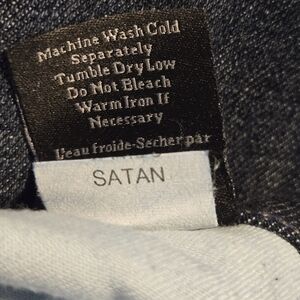 Machine Wash Cold
Separately
Tumble Dry Low
Do Not Bleach
Warm Iron If
Necessary
L'eau froide-Secher par
SATAN